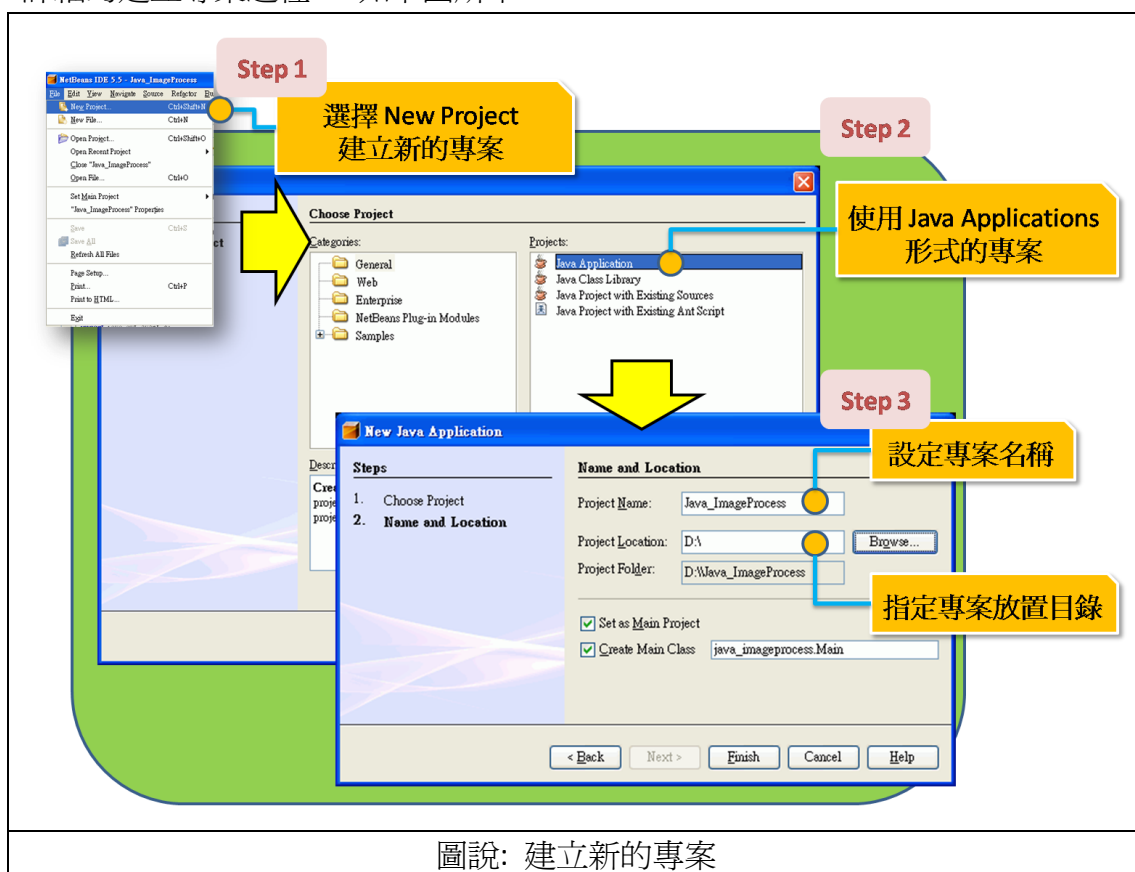 Step 1
NetBeans IDE 5.5 - Java_ImageProcess
File Edit View Navigate Source Refactor
New Project... Ctrl+Shift+N
New File... Ctrl+N
Open Project... Ctrl+Shift+O
Open Recent Project
Close "Java_ImageProcess"
Open File... Ctrl+O
Set Main Project
"Java_ImageProcess" Properties
Save Ctrl+S
Save All
Refresh All Files
Page Setup...
Print... Ctrl+P
Print to HTML...
Exit
選擇 New Project
建立新的專案
Step 2
使用 Java Applications
形式的專案
Choose Project
Categories:
General
Web
Enterprise
NetBeans Plug-in Modules
Samples
Projects:
Java Application
Java Class Library
Java Project with Existing Sources
Java Project with Existing Ant Script
Step 3
設定專案名稱
指定專案放置目錄
New Java Application
Steps
1. Choose Project
2. Name and Location
Name and Location
Project Name: Java_ImageProcess
Project Location: D:\ Browse...
Project Folder: D:\\Java_ImageProcess
Set as Main Project
Create Main Class java_imageprocess.Main
< Back Next > Finish Cancel Help
圖說: 建立新的專案